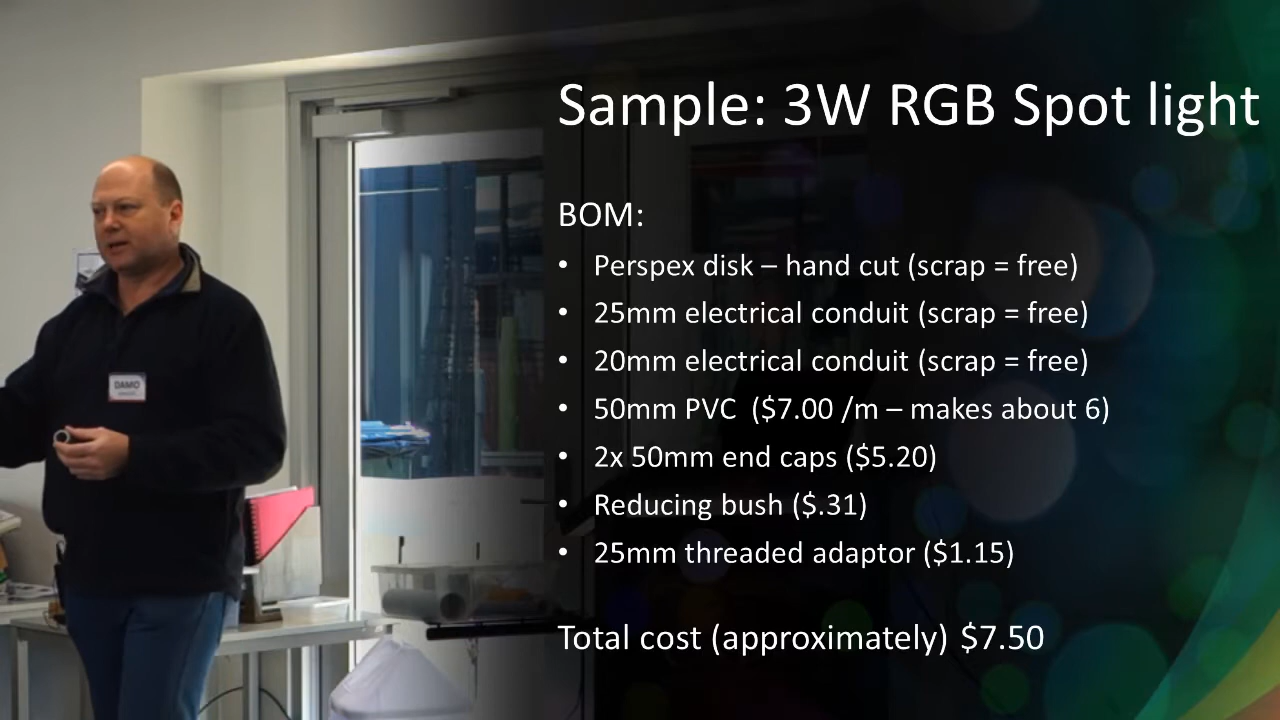 Sample: 3W RGB Spot light
BOM:
• Perspex disk – hand cut (scrap = free)
• 25mm electrical conduit (scrap = free)
• 20mm electrical conduit (scrap = free)
• 50mm PVC  ($7.00 /m – makes about 6)
• 2x 50mm end caps ($5.20)
• Reducing bush ($.31)
• 25mm threaded adaptor ($1.15)
Total cost (approximately) $7.50
DAMO